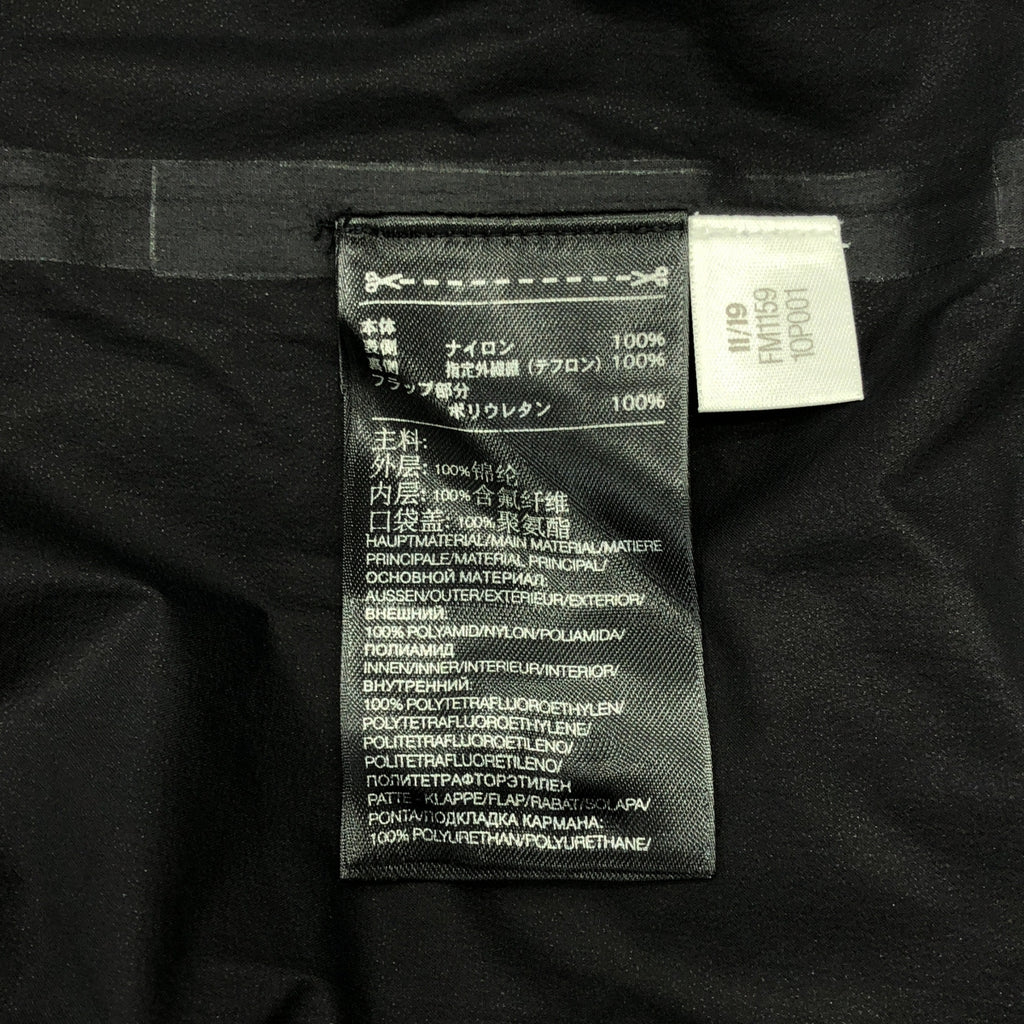 本体
表側 ナイロン 100%
裏側 指定外繊維（テフロン） 100%
フラップ部分
ポリウレタン 100%
主料:
外层: 100%锦纶
内层: 100%含氟纤维
口袋盖: 100%聚氨酯
HAUPTMATERIAL/MAIN MATERIAL/MATIERE
PRINCIPALE/MATERIAL PRINCIPAL/
ОСНОВНОЙ МАТЕРИАЛ:
AUSSEN/OUTER/EXTERIEUR/EXTERIOR/
ВНЕШНИЙ:
100% POLYAMID/NYLON/POLIAMIDA/
ПОЛИАМИД
INNEN/INNER/INTERIEUR/INTERIOR/
ВНУТРЕННИЙ:
100% POLYTETRAFLUOROETHYLEN/
POLYTETRAFLUOROETHYLENE/
POLITETRAFLUOROETILENO/
POLITETRAFLUORETILENO/
ПОЛИТЕТРАФТОРЭТИЛЕН
PATTE- KLAPPE/FLAP/RABAT/SOLAPA/
PONTA/ПОДКЛАДКА КАРМАНА:
100% POLYURETHAN/POLYURETHANE/
11/19
FM1159
10P001